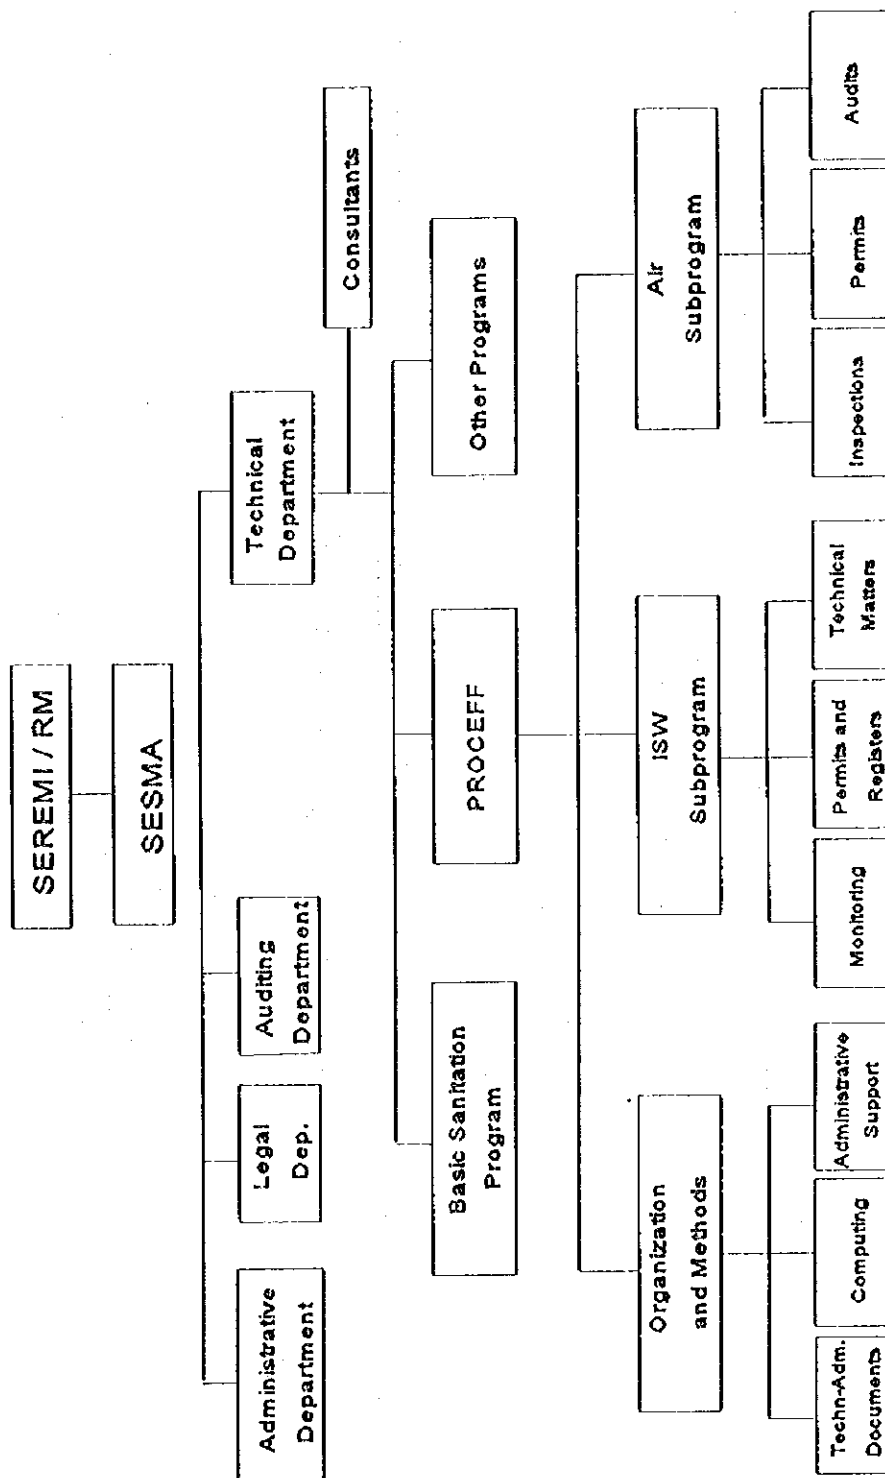 SEREMI / RM
SESMA
Administrative
Department
Legal
Dep.
Auditing
Department
Technical
Department
Consultants
Basic Sanitation
Program
PROCEFF
Other Programs
Organization
and Methods
ISW
Subprogram
Air
Subprogram
Techn-Adm.
Documents
Computing
Administrative
Support
Monitoring
Permits and
Registers
Technical
Matters
Inspections
Permits
Audits